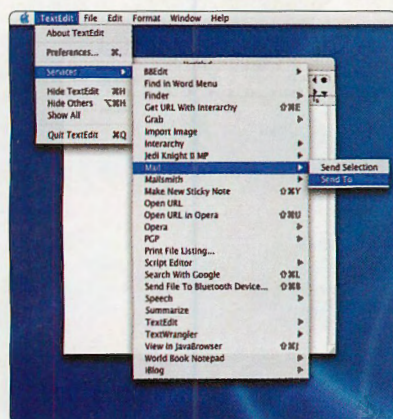 TextEdit File Edit Format Window Help
About TextEdit
Preferences... ⌘,
Services
Hide TextEdit ⌘H
Hide Others ⌥⌘H
Show All
Quit TextEdit ⌘Q
Untitled
BBEdit
Find in Word Menu
Finder
Get URL With Interarchy ⇧⌘E
Grab
Import Image
Interarchy
Jedi Knight II MP
Mail
Send Selection
Send To
Mailsmith
Make New Sticky Note ⇧⌘Y
Open URL
Open URL in Opera ⇧⌘U
Opera
PGP
Print File Listing...
Script Editor
Search With Google ⇧⌘L
Send File To Bluetooth Device... ⇧⌘B
Speech
Summarize
TextEdit
TextWrangler
View in JavaBrowser ⇧⌘J
World Book Notepad
iBlog